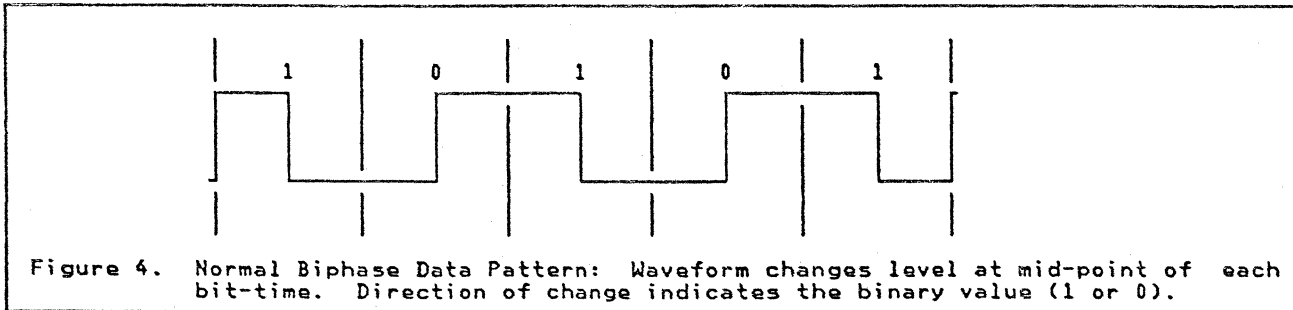 1 0 1 0 1
Figure 4. Normal Biphase Data Pattern: Waveform changes level at mid-point of each
bit-time. Direction of change indicates the binary value (1 or 0).